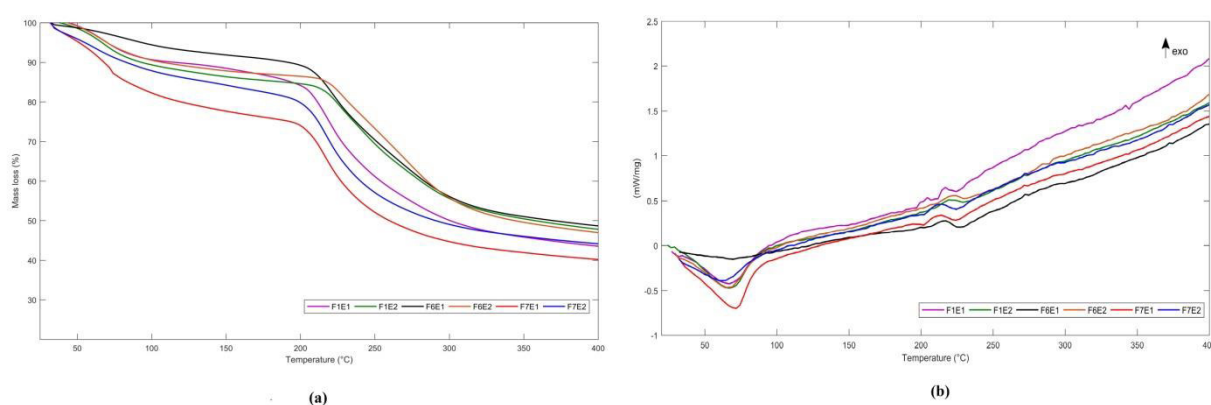 100
90
80
70
60
50
40
30
Mass loss (%)
F1E1 F1E2 F6E1 F6E2 F7E1 F7E2
50 100 150 200 250 300 350 400
Temperature (°C)
(a)
2.5
2
1.5
1
0.5
0
-0.5
-1
(mW/mg)
exo
F1E1 F1E2 F6E1 F6E2 F7E1 F7E2
50 100 150 200 250 300 350 400
Temperature (°C)
(b)